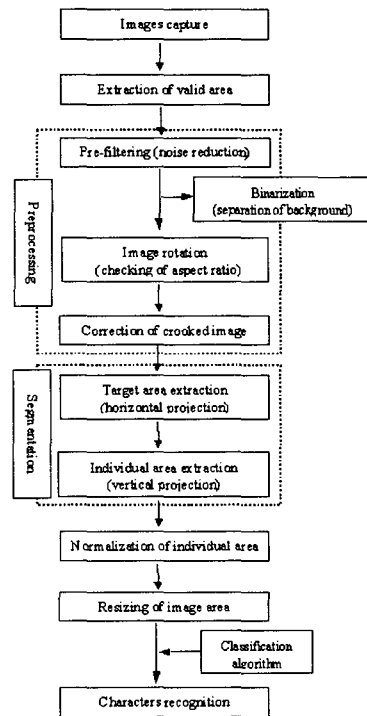 Images capture
Extraction of valid area
Pre-filtering (noise reduction)
Binarization
(separation of background)
Preprocessing
Image rotation
(checking of aspect ratio)
Correction of crooked image
Target area extraction
(horizontal projection)
Segmentation
Individual area extraction
(vertical projection)
Normalization of individual area
Resizing of image area
Classification
algorithm
Characters recognition